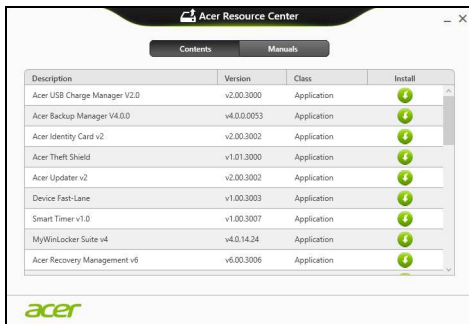 Acer Resource Center
Contents Manuals
Description Version Class Install
Acer USB Charge Manager V2.0 v2.00.3000 Application
Acer Backup Manager V4.0.0 v4.0.0.0053 Application
Acer Identity Card v2 v2.00.3002 Application
Acer Theft Shield v1.01.3000 Application
Acer Updater v2 v2.00.3002 Application
Device Fast-Lane v1.00.3003 Application
Smart Timer v1.0 v1.00.3007 Application
MyWinLocker Suite v4 v4.0.14.24 Application
Acer Recovery Management v6 v6.00.3006 Application
acer